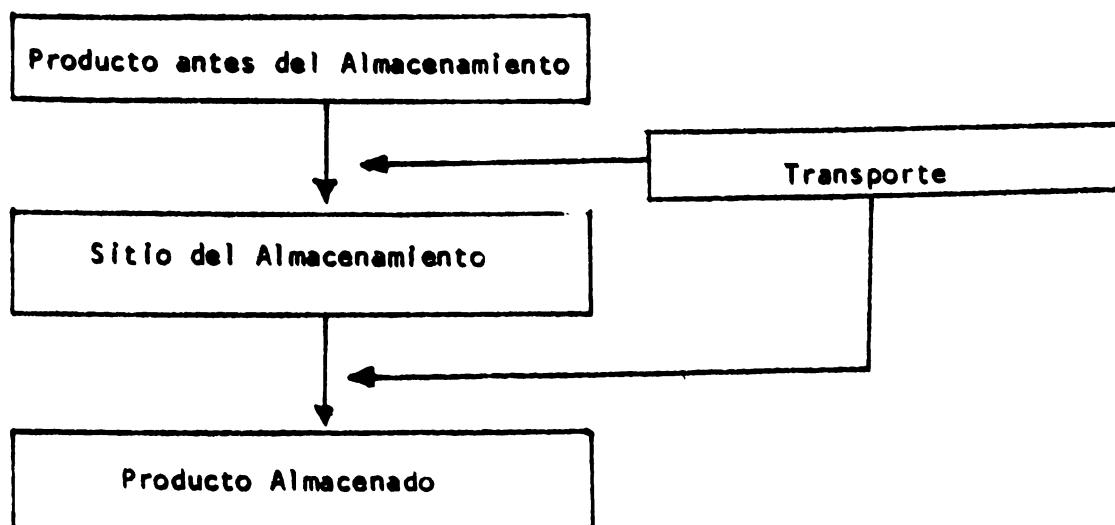 Producto antes del Almacenamiento
Transporte
Sitio del Almacenamiento
Producto Almacenado